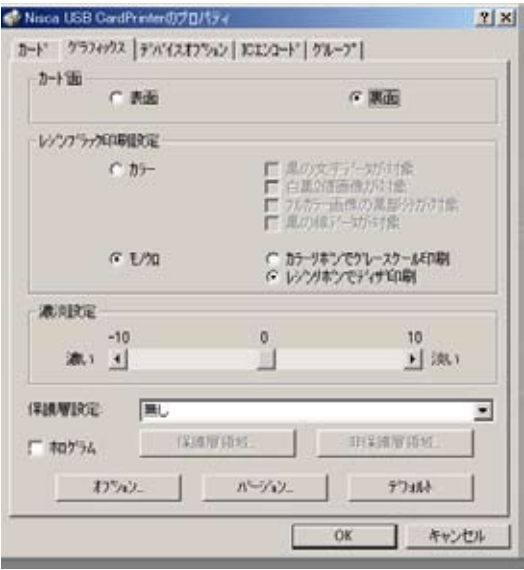 Nisca USB CardPrinterのプロパティ
カード グラフィックス デバイスオプション ICエンコード グループ
カード面
表面 裏面
レジンブラック印刷設定
カラー 黒の文字データが対象
白黒2値画像が対象
フルカラー画像の黒部分が対象
黒の線データが対象
モノクロ カラーリボンでグレースケール印刷
レジンリボンでディザ印刷
濃淡設定
-10 0 10
濃い 淡い
保護層設定: 無し
ホログラム 保護層領域... 非保護層領域...
オプション... バージョン... デフォルト
OK キャンセル